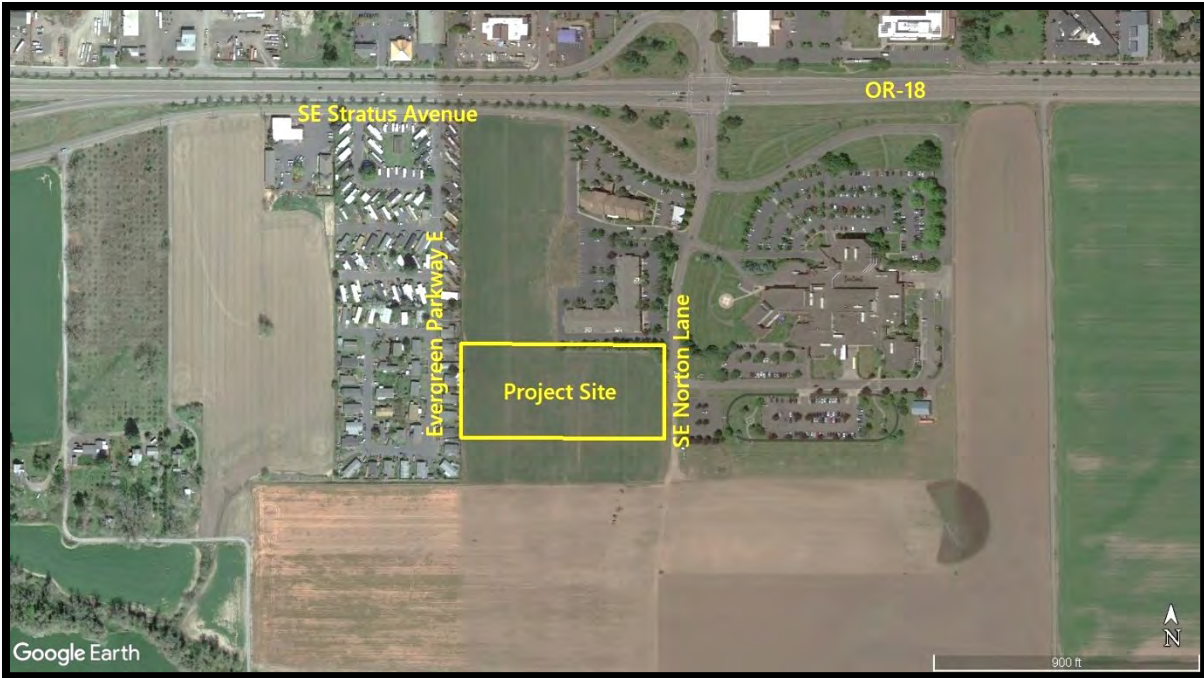 OR-18
SE Stratus Avenue
Evergreen Parkway E
SE Norton Lane
Project Site
N
Google Earth
900 ft